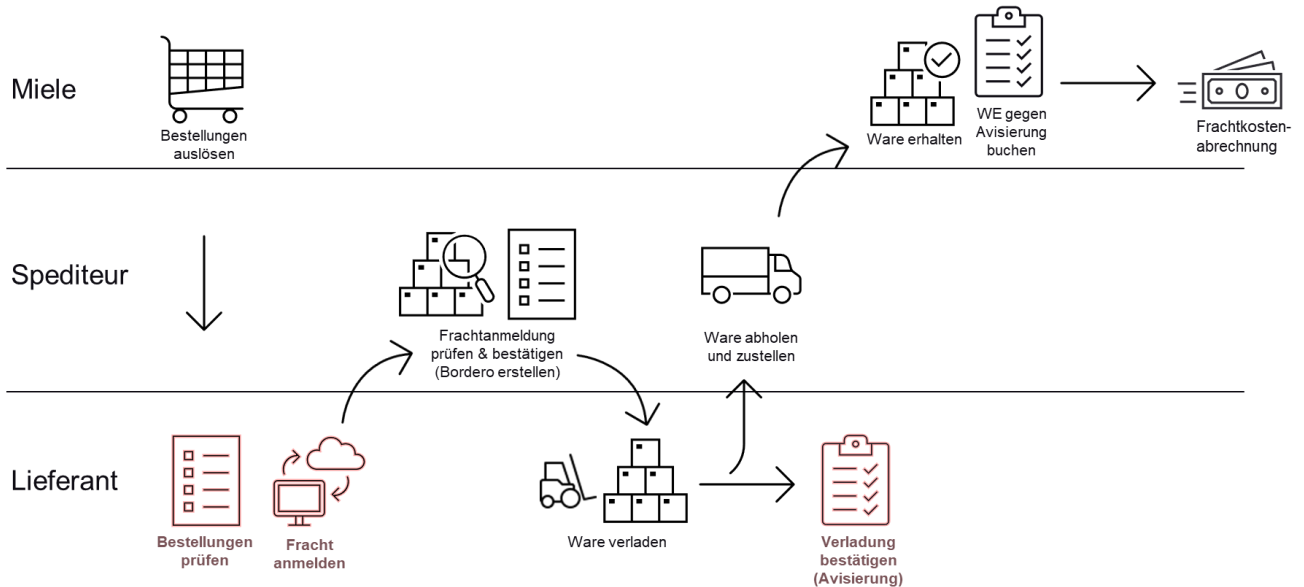 Miele
Bestellungen
auslösen
Ware erhalten
WE gegen
Avisierung
buchen
Frachtkosten-
abrechnung
Spediteur
Frachtanmeldung
prüfen & bestätigen
(Bordero erstellen)
Ware abholen
und zustellen
Lieferant
Bestellungen
prüfen
Fracht
anmelden
Ware verladen
Verladung
bestätigen
(Avisierung)